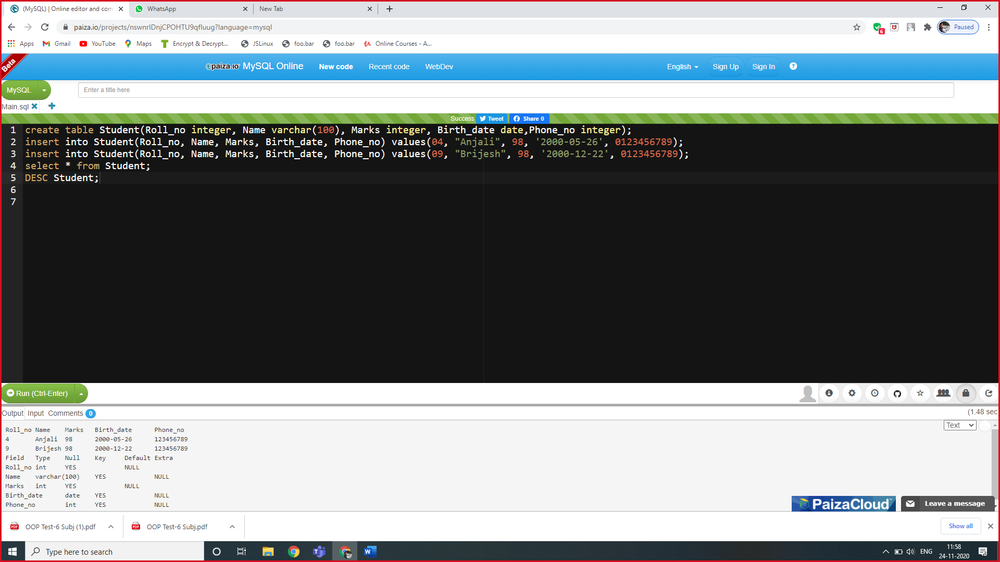 (MySQL) | Online editor and com
WhatsApp
New Tab
paiza.io/projects/nswnrIDnjCPOHTU9qfluug?language=mysql
6
Paused
Apps
Gmail
YouTube
Maps
Encrypt & Decrypt...
JSLinux
foo.bar
foo.bar
Online Courses - A...
Beta
paiza.IO MySQL Online
New code
Recent code
WebDev
English
Sign Up
Sign In
MySQL
Enter a title here
Main.sql
Success
Tweet
Share 0
1 create table Student(Roll_no integer, Name varchar(100), Marks integer, Birth_date date,Phone_no integer);
2 insert into Student(Roll_no, Name, Marks, Birth_date, Phone_no) values(04, "Anjali", 98, '2000-05-26', 0123456789);
3 insert into Student(Roll_no, Name, Marks, Birth_date, Phone_no) values(09, "Brijesh", 98, '2000-12-22', 0123456789);
4 select * from Student;
5 DESC Student;
6
7
Run (Ctrl-Enter)
Output Input Comments 0
(1.48 sec)
Text
Roll_no Name Marks Birth_date Phone_no
4 Anjali 98 2000-05-26 123456789
9 Brijesh 98 2000-12-22 123456789
Field Type Null Key Default Extra
Roll_no int YES NULL
Name varchar(100) YES NULL
Marks int YES NULL
Birth_date date YES NULL
Phone_no int YES NULL
PaizaCloud
Leave a message
PDF OOP Test-6 Subj (1).pdf
PDF OOP Test-6 Subj.pdf
Show all
Type here to search
ENG
11:58
24-11-2020